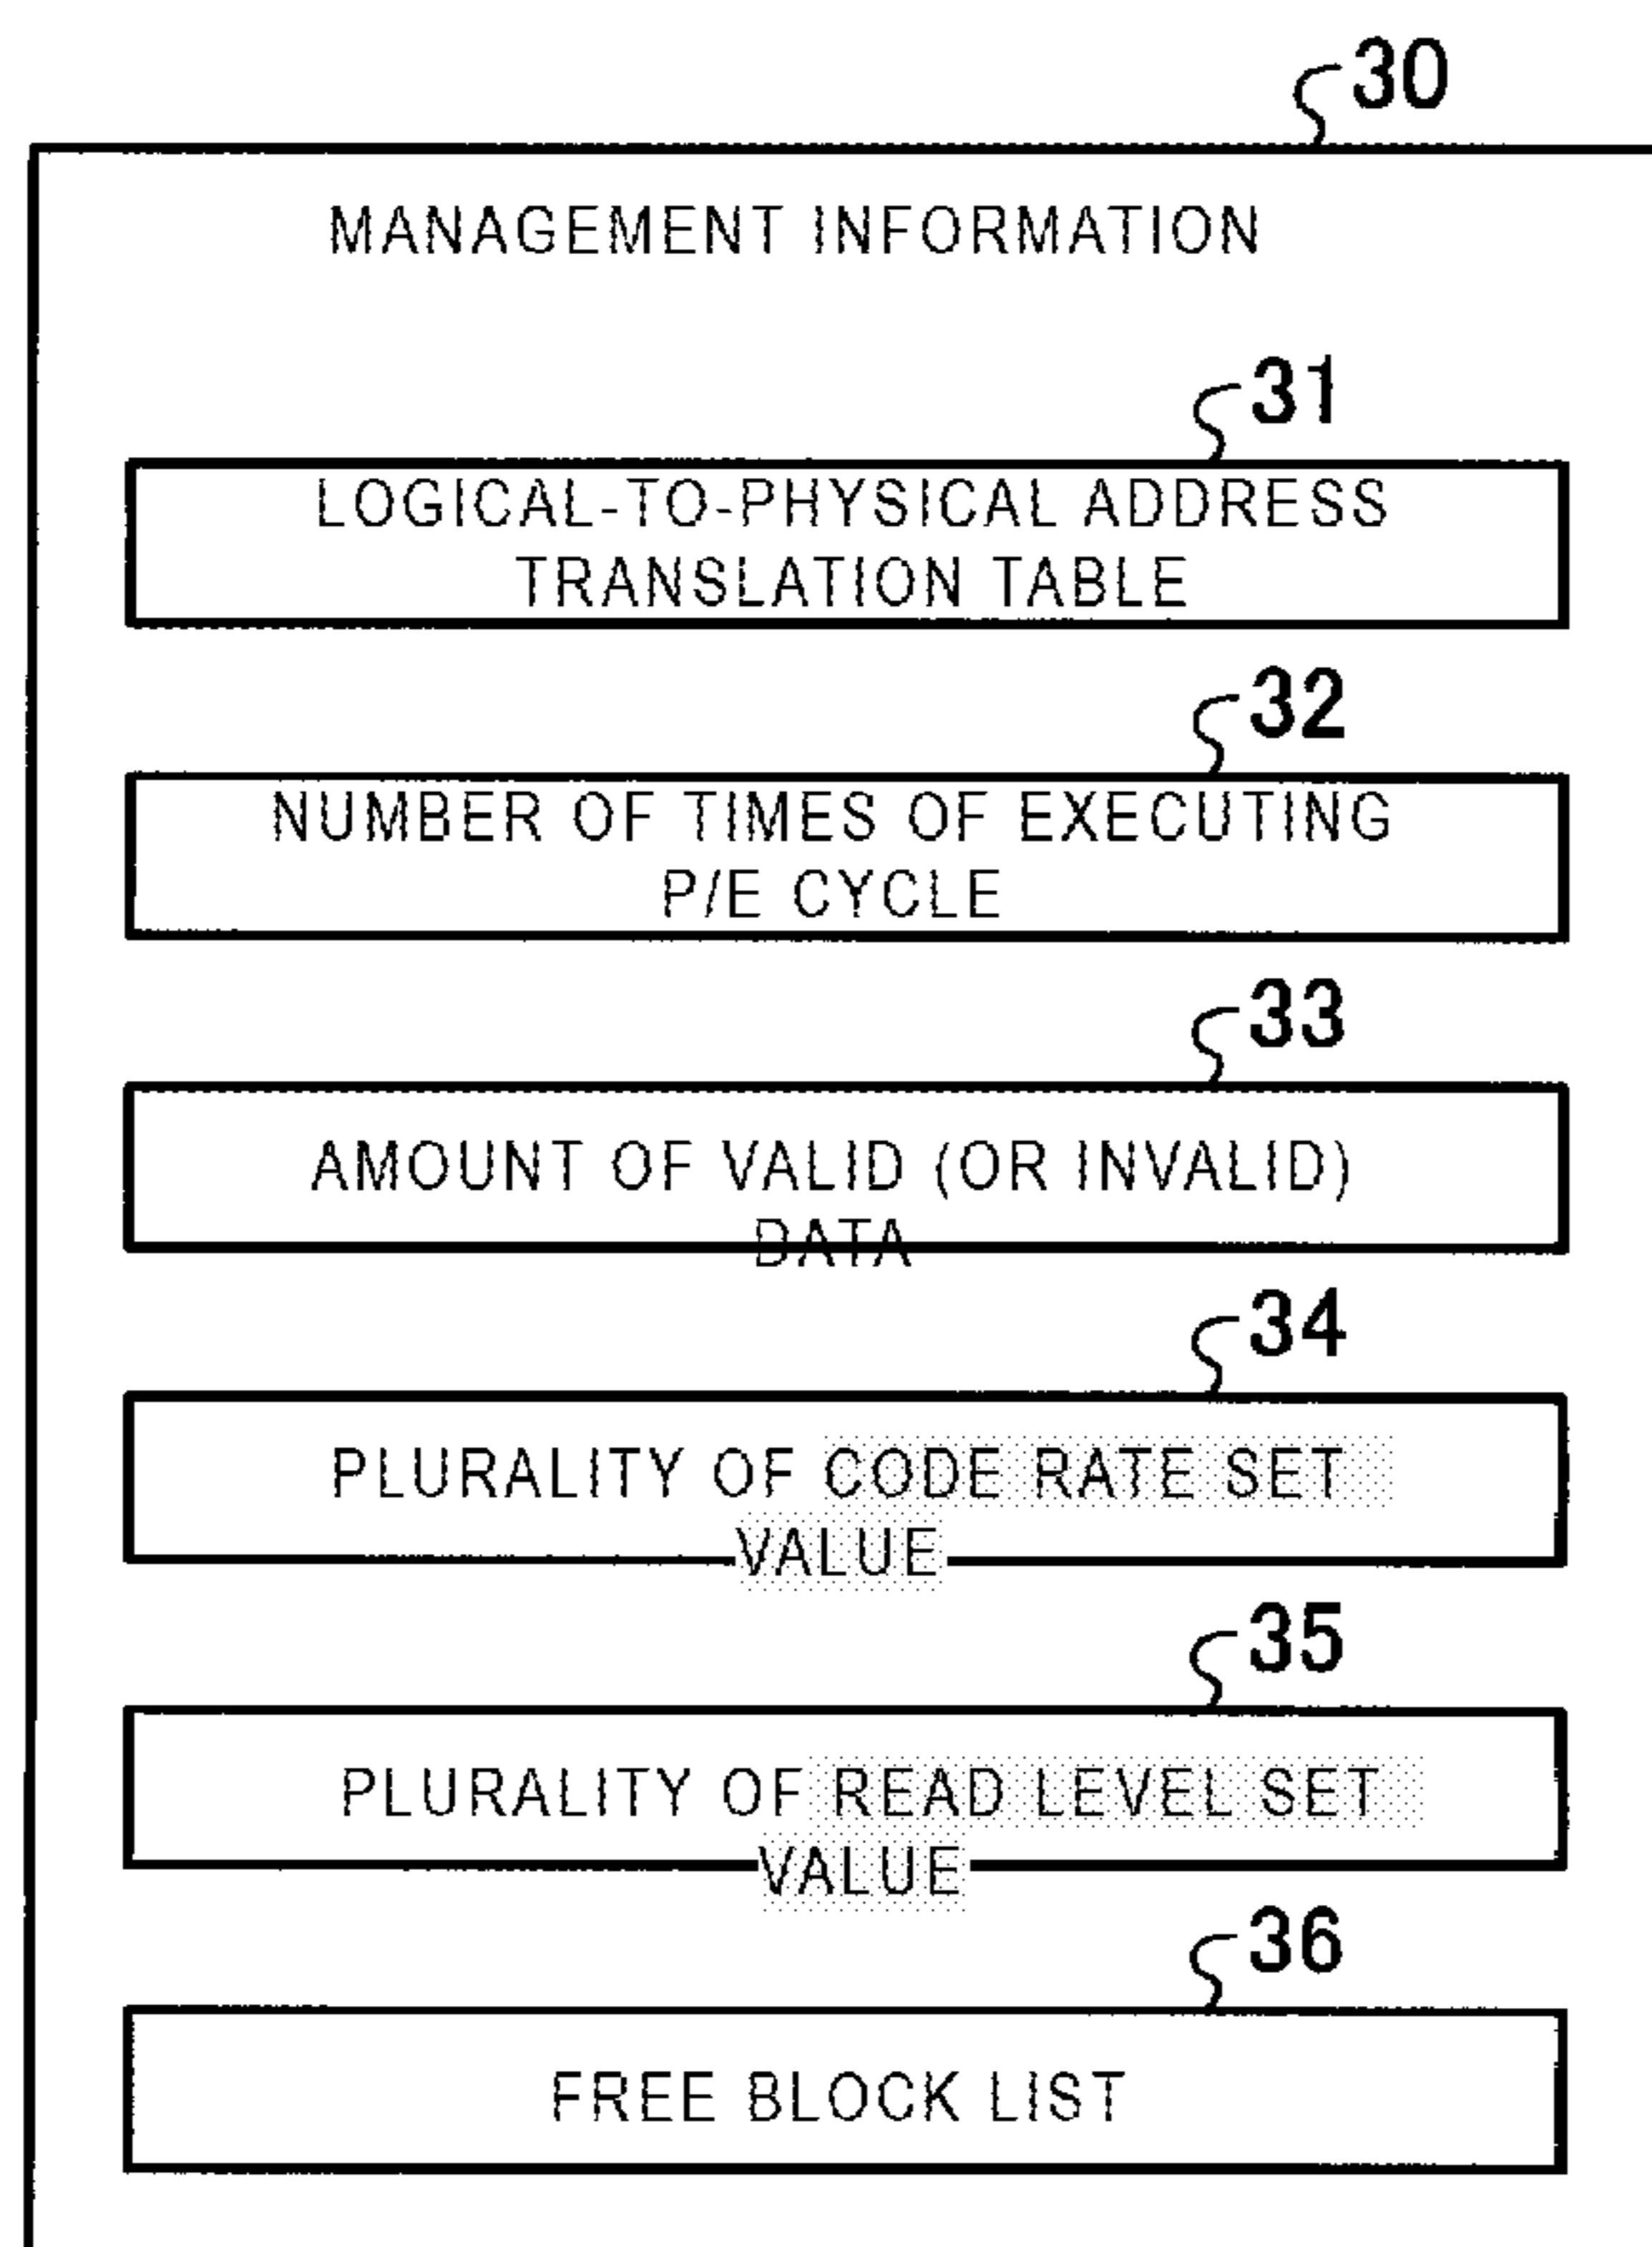 30
MANAGEMENT INFORMATION
31
LOGICAL-TO-PHYSICAL ADDRESS
TRANSLATION TABLE
32
NUMBER OF TIMES OF EXECUTING
P/E CYCLE
33
AMOUNT OF VALID (OR INVALID)
DATA
34
PLURALITY OF CODE RATE SET
VALUE
35
PLURALITY OF READ LEVEL SET
VALUE
36
FREE BLOCK LIST